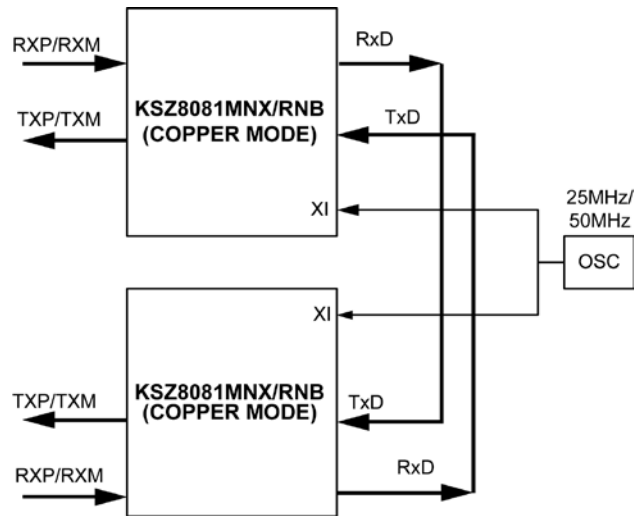 RXP/RXM
TXP/TXM
KSZ8081MNX/RNB
(COPPER MODE)
RxD
TxD
XI
25MHz/
50MHz
OSC
XI
TXP/TXM
RXP/RXM
KSZ8081MNX/RNB
(COPPER MODE)
TxD
RxD